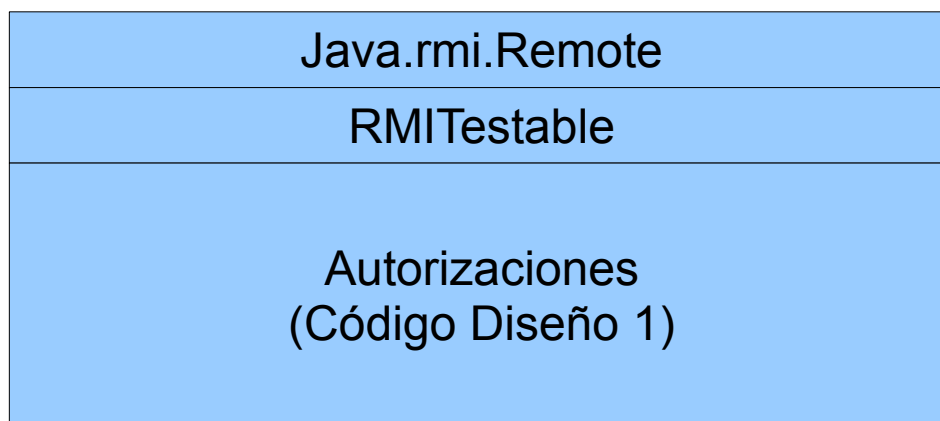 Java.rmi.Remote
RMITestable
Autorizaciones
(Código Diseño 1)